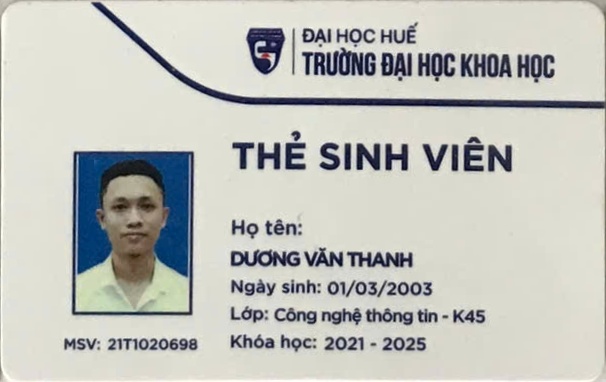 ĐẠI HỌC HUẾ
TRƯỜNG ĐẠI HỌC KHOA HỌC
THẺ SINH VIÊN
Họ tên:
DƯƠNG VĂN THANH
Ngày sinh: 01/03/2003
Lớp: Công nghệ thông tin - K45
Khóa học: 2021 - 2025
MSV: 21T1020698